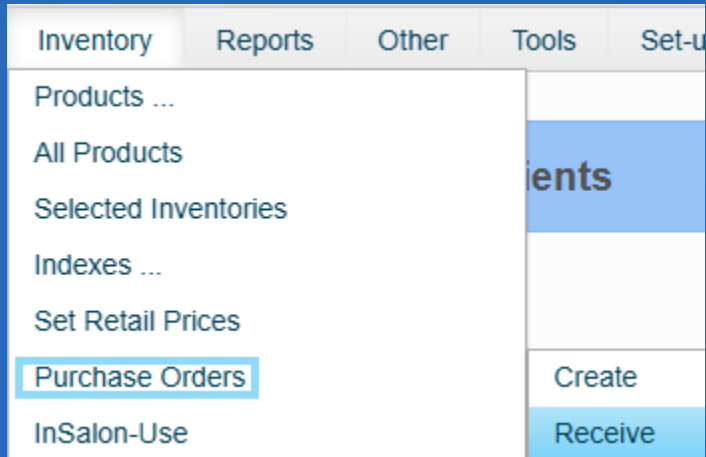 Inventory Reports Other Tools Set-u
Products ...
All Products
ients
Selected Inventories
Indexes ...
Set Retail Prices
Purchase Orders Create
InSalon-Use Receive